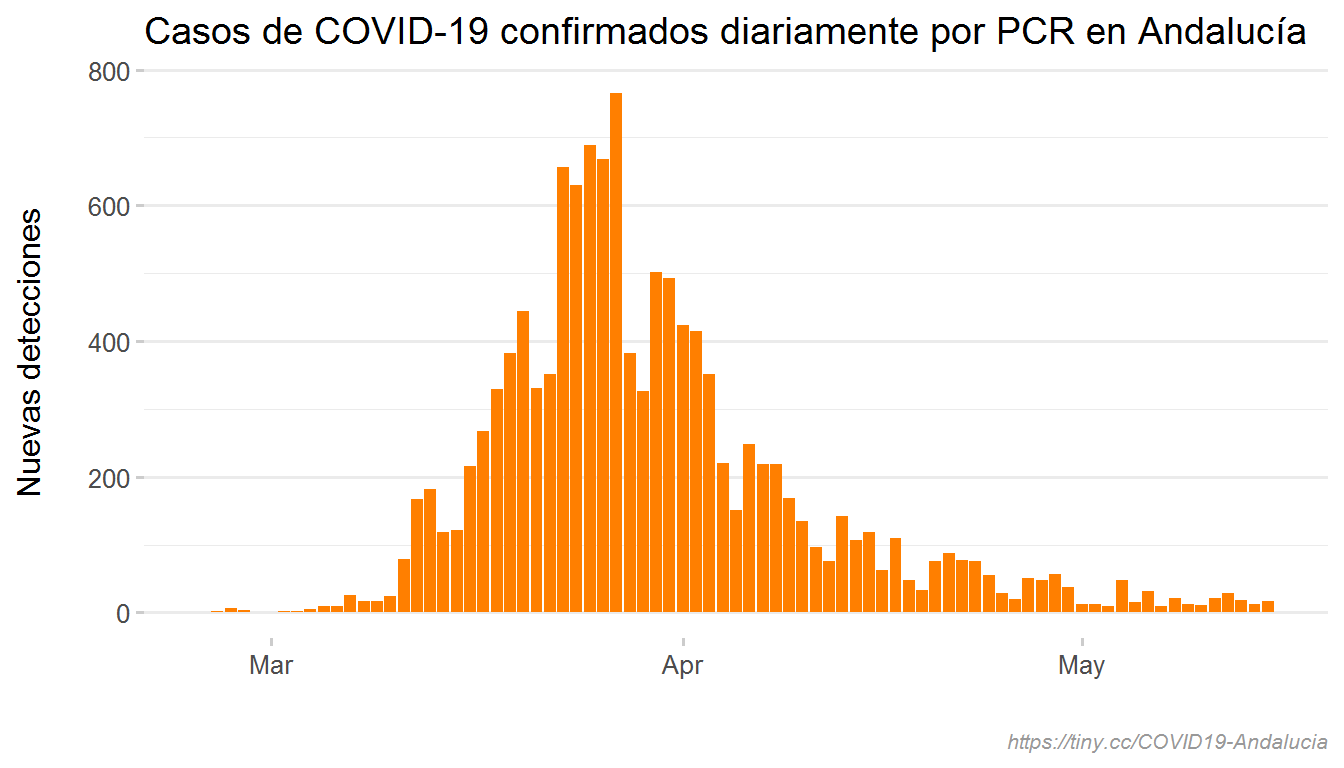 Casos de COVID-19 confirmados diariamente por PCR en Andalucía
Nuevas detecciones
800
600
400
200
0
Mar Apr May
https://tiny.cc/COVID19-Andalucia